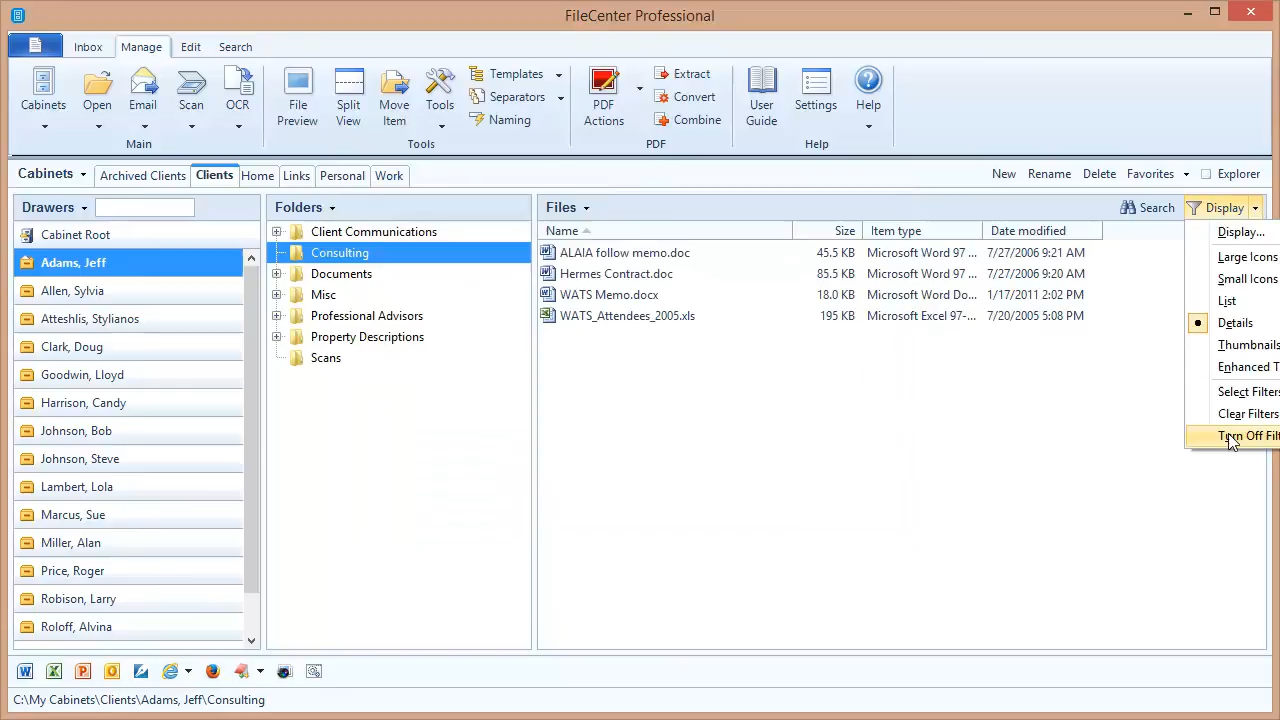 FileCenter Professional
Inbox Manage Edit Search
Cabinets Open Email Scan OCR
Main
File Preview Split View Move Item Tools
Templates
Separators
Naming
Tools
PDF Actions
Extract
Convert
Combine
PDF
User Guide Settings Help
Help
Cabinets Archived Clients Clients Home Links Personal Work New Rename Delete Favorites Explorer
Drawers
Cabinet Root
Adams, Jeff
Allen, Sylvia
Atteshlis, Stylianos
Clark, Doug
Goodwin, Lloyd
Harrison, Candy
Johnson, Bob
Johnson, Steve
Lambert, Lola
Marcus, Sue
Miller, Alan
Price, Roger
Robison, Larry
Roloff, Alvina
Folders
Client Communications
Consulting
Documents
Misc
Professional Advisors
Property Descriptions
Scans
Files Search Display
Name Size Item type Date modified
ALAIA follow memo.doc 45.5 KB Microsoft Word 97 ... 7/27/2006 9:21 AM
Hermes Contract.doc 85.5 KB Microsoft Word 97 ... 7/27/2006 9:20 AM
WATS Memo.docx 18.0 KB Microsoft Word Do... 1/17/2011 2:02 PM
WATS_Attendees_2005.xls 195 KB Microsoft Excel 97-... 7/20/2005 5:08 PM
Display...
Large Icons
Small Icons
List
Details
Thumbnails
Enhanced T
Select Filters
Clear Filters
Turn Off Filt
C:\My Cabinets\Clients\Adams, Jeff\Consulting